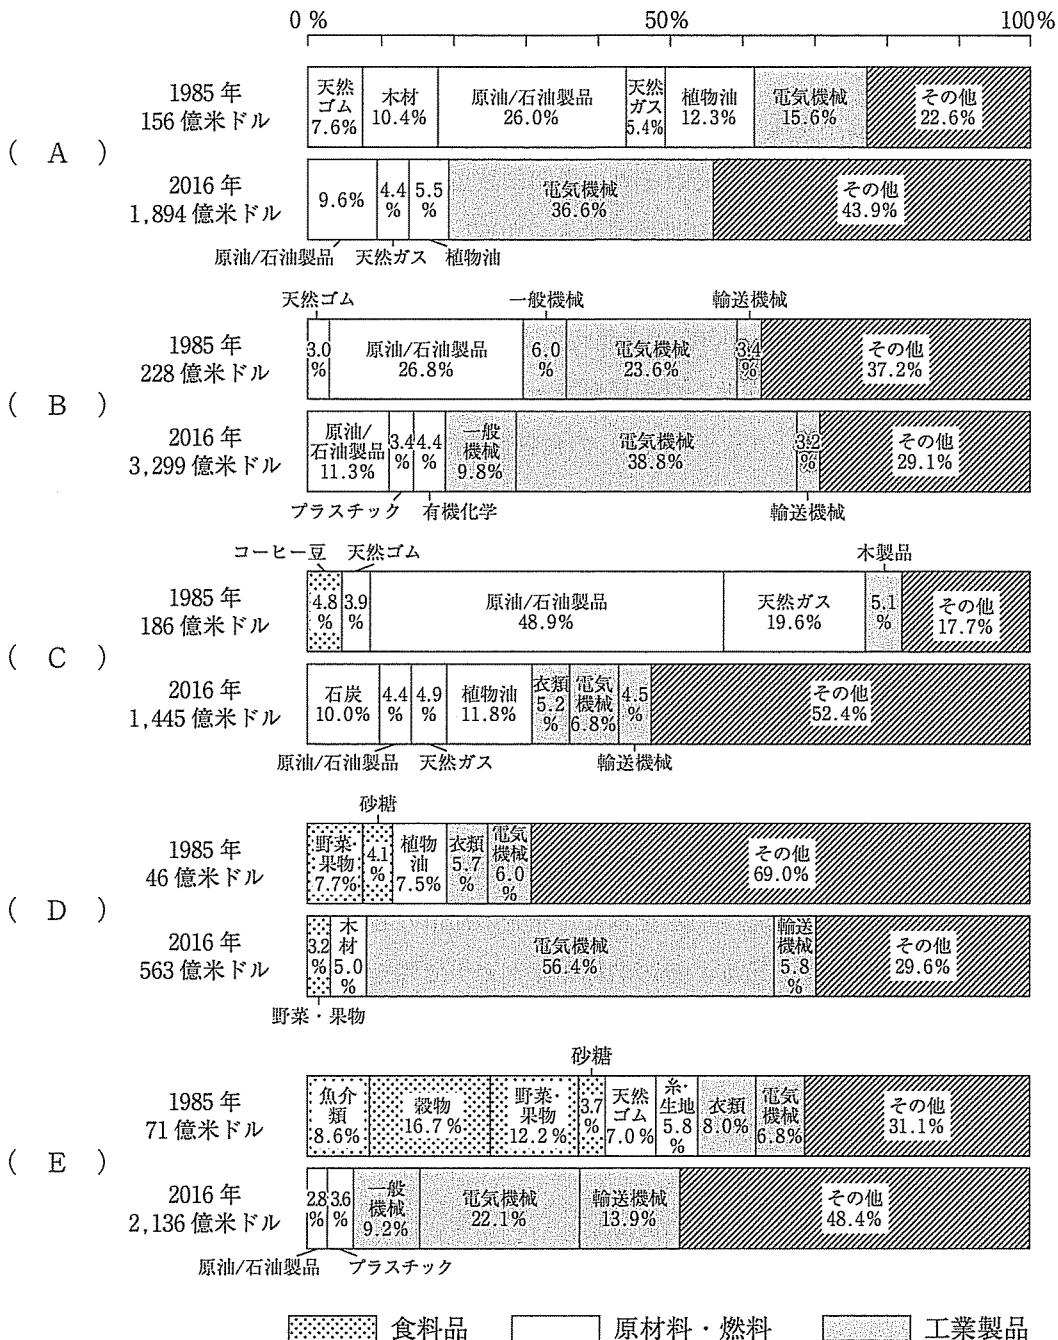 0 % 50% 100%
1985 年
156 億米ドル
天然
ゴム
7.6%
木材
10.4%
原油/石油製品
26.0%
天然
ガス
5.4%
植物油
12.3%
電気機械
15.6%
その他
22.6%
( A )
2016 年
1,894 億米ドル
9.6%
4.4
%
5.5
%
電気機械
36.6%
その他
43.9%
原油/石油製品 天然ガス 植物油
天然ゴム 一般機械 輸送機械
1985 年
228 億米ドル
3.0
%
原油/石油製品
26.8%
6.0
%
電気機械
23.6%
3.4
%
その他
37.2%
( B )
2016 年
3,299 億米ドル
原油/
石油製品
11.3%
3.4
%
4.4
%
一般
機械
9.8%
電気機械
38.8%
3.2
%
その他
29.1%
プラスチック 有機化学 輸送機械
コーヒー豆 天然ゴム 木製品
1985 年
186 億米ドル
4.8
%
3.9
%
原油/石油製品
48.9%
天然ガス
19.6%
5.1
%
その他
17.7%
( C )
2016 年
1,445 億米ドル
石炭
10.0%
4.4
%
4.9
%
植物油
11.8%
衣類
5.2
%
電気
機械
6.8%
4.5
%
その他
52.4%
原油/石油製品 天然ガス 輸送機械
砂糖
1985 年
46 億米ドル
野菜・
果物
7.7%
4.1
%
植物
油
7.5%
衣類
5.7
%
電気
機械
6.0
%
その他
69.0%
( D )
2016 年
563 億米ドル
3.2
%
木
材
5.0
%
電気機械
56.4%
輸送
機械
5.8
%
その他
29.6%
野菜・果物
砂糖
1985 年
71 億米ドル
魚介
類
8.6%
穀物
16.7%
野菜・
果物
12.2%
3.7
%
天然
ゴム
7.0%
糸・
生地
5.8
%
衣類
8.0%
電気
機械
6.8%
その他
31.1%
( E )
2016 年
2,136 億米ドル
2.8
%
3.6
%
一般
機械
9.2%
電気機械
22.1%
輸送機械
13.9%
その他
48.4%
原油/石油製品 プラスチック
食料品 原材料・燃料 工業製品